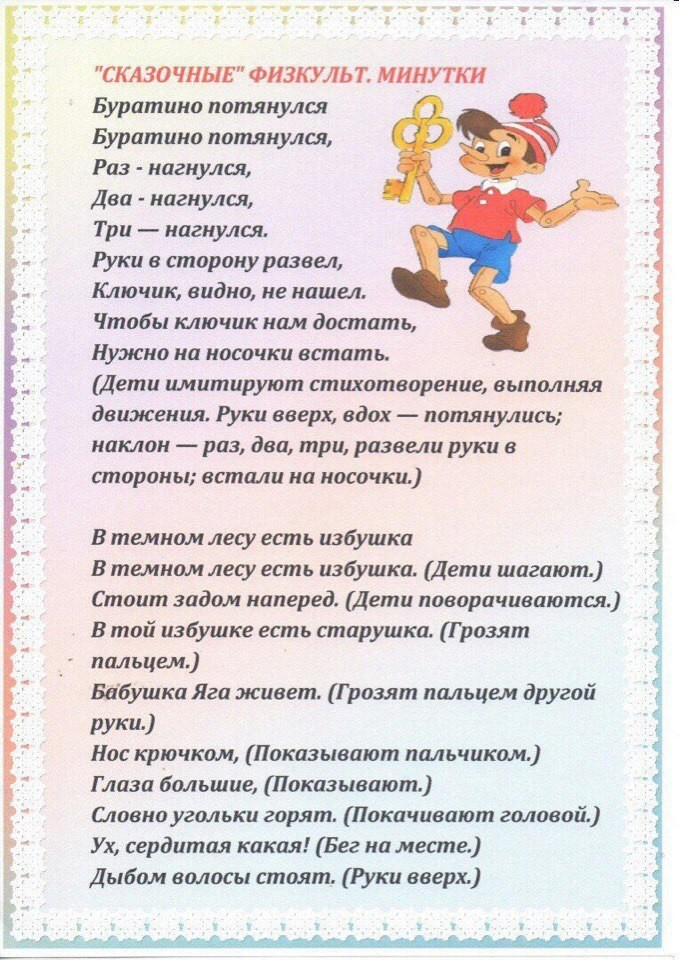 "СКАЗОЧНЫЕ" ФИЗКУЛЬТ. МИНУТКИ
Буратино потянулся
Буратино потянулся,
Раз - нагнулся,
Два - нагнулся,
Три — нагнулся.
Руки в сторону развел,
Ключик, видно, не нашел.
Чтобы ключик нам достать,
Нужно на носочки встать.
(Дети имитируют стихотворение, выполняя
движения. Руки вверх, вдох — потянулись;
наклон — раз, два, три, развели руки в
стороны; встали на носочки.)
В темном лесу есть избушка
В темном лесу есть избушка. (Дети шагают.)
Стоит задом наперед. (Дети поворачиваются.)
В той избушке есть старушка. (Грозят
пальцем.)
Бабушка Яга живет. (Грозят пальцем другой
руки.)
Нос крючком, (Показывают пальчиком.)
Глаза большие, (Показывают.)
Словно угольки горят. (Покачивают головой.)
Ух, сердитая какая! (Бег на месте.)
Дыбом волосы стоят. (Руки вверх.)